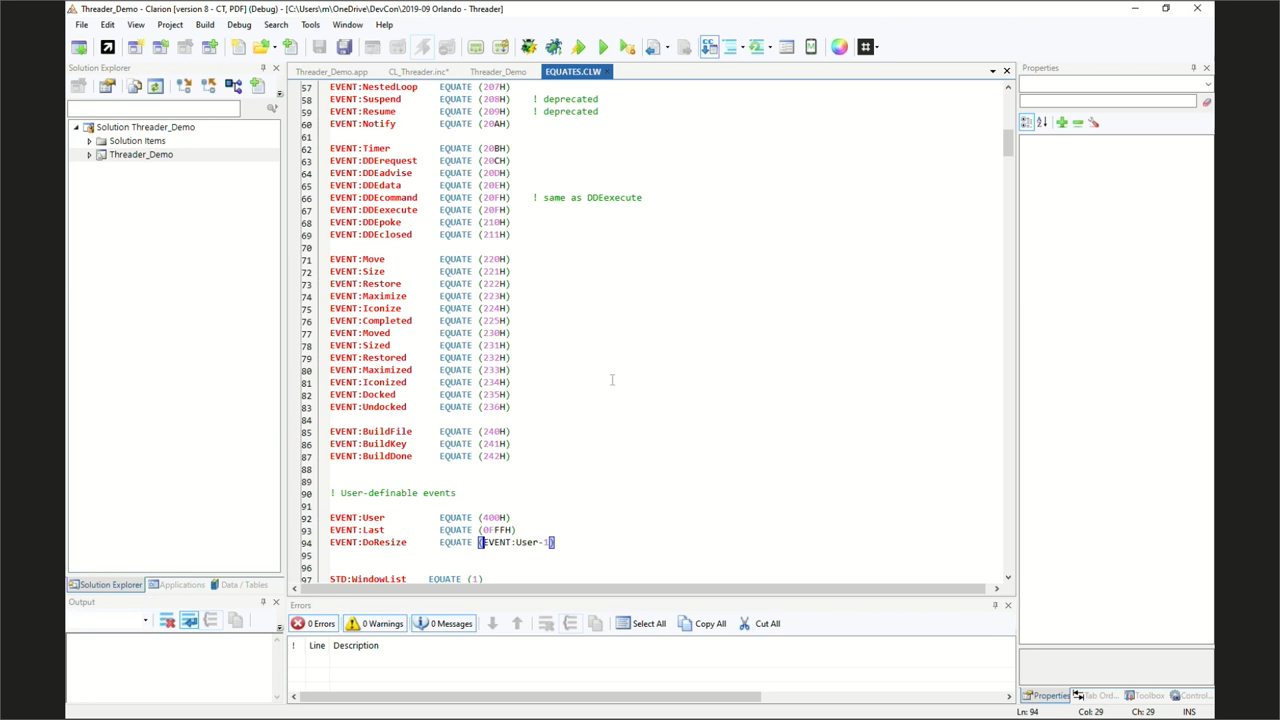 Threader_Demo - Clarion [version 8 - CT, PDF] (Debug) - [C:\Users\m\OneDrive\DevCon\2019-09 Orlando - Threader]
File Edit View Project Build Debug Search Tools Window Help
Solution Explorer
Threader_Demo.app CL_Threader.inc* Threader_Demo EQUATES.CLW
Properties
Solution Threader_Demo
Solution Items
Threader_Demo
57 EVENT:NestedLoop EQUATE (207H)
58 EVENT:Suspend EQUATE (208H) ! deprecated
59 EVENT:Resume EQUATE (209H) ! deprecated
60 EVENT:Notify EQUATE (20AH)
61
62 EVENT:Timer EQUATE (20BH)
63 EVENT:DDErequest EQUATE (20CH)
64 EVENT:DDEadvise EQUATE (20DH)
65 EVENT:DDEdata EQUATE (20EH)
66 EVENT:DDEcommand EQUATE (20FH) ! same as DDEexecute
67 EVENT:DDEexecute EQUATE (20FH)
68 EVENT:DDEpoke EQUATE (210H)
69 EVENT:DDEclosed EQUATE (211H)
70
71 EVENT:Move EQUATE (220H)
72 EVENT:Size EQUATE (221H)
73 EVENT:Restore EQUATE (222H)
74 EVENT:Maximize EQUATE (223H)
75 EVENT:Iconize EQUATE (224H)
76 EVENT:Completed EQUATE (225H)
77 EVENT:Moved EQUATE (230H)
78 EVENT:Sized EQUATE (231H)
79 EVENT:Restored EQUATE (232H)
80 EVENT:Maximized EQUATE (233H)
81 EVENT:Iconized EQUATE (234H)
82 EVENT:Docked EQUATE (235H)
83 EVENT:Undocked EQUATE (236H)
84
85 EVENT:BuildFile EQUATE (240H)
86 EVENT:BuildKey EQUATE (241H)
87 EVENT:BuildDone EQUATE (242H)
88
89
90 ! User-definable events
91
92 EVENT:User EQUATE (400H)
93 EVENT:Last EQUATE (0FFFH)
94 EVENT:DoResize EQUATE (EVENT:User-1)
95
96
97 STD:WindowList EQUATE (1)
Solution Explorer Applications Data / Tables
Output
Errors
0 Errors 0 Warnings 0 Messages Select All Copy All Cut All
! Line Description
Properties Tab Ord... Toolbox Control...
Ln: 94 Col: 29 Ch: 29 INS